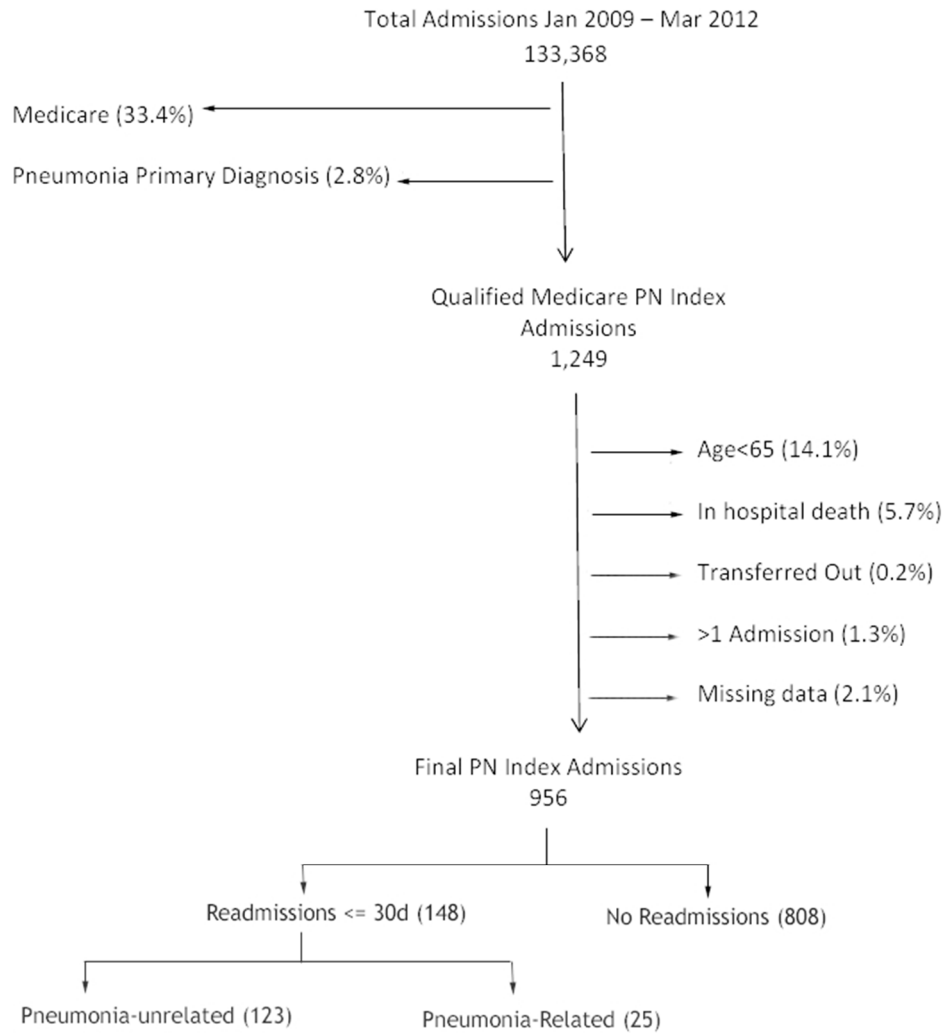 Total Admissions Jan 2009 – Mar 2012
133,368
Medicare (33.4%)
Pneumonia Primary Diagnosis (2.8%)
Qualified Medicare PN Index
Admissions
1,249
Age<65 (14.1%)
In hospital death (5.7%)
Transferred Out (0.2%)
>1 Admission (1.3%)
Missing data (2.1%)
Final PN Index Admissions
956
Readmissions <= 30d (148)
No Readmissions (808)
Pneumonia-unrelated (123)
Pneumonia-Related (25)